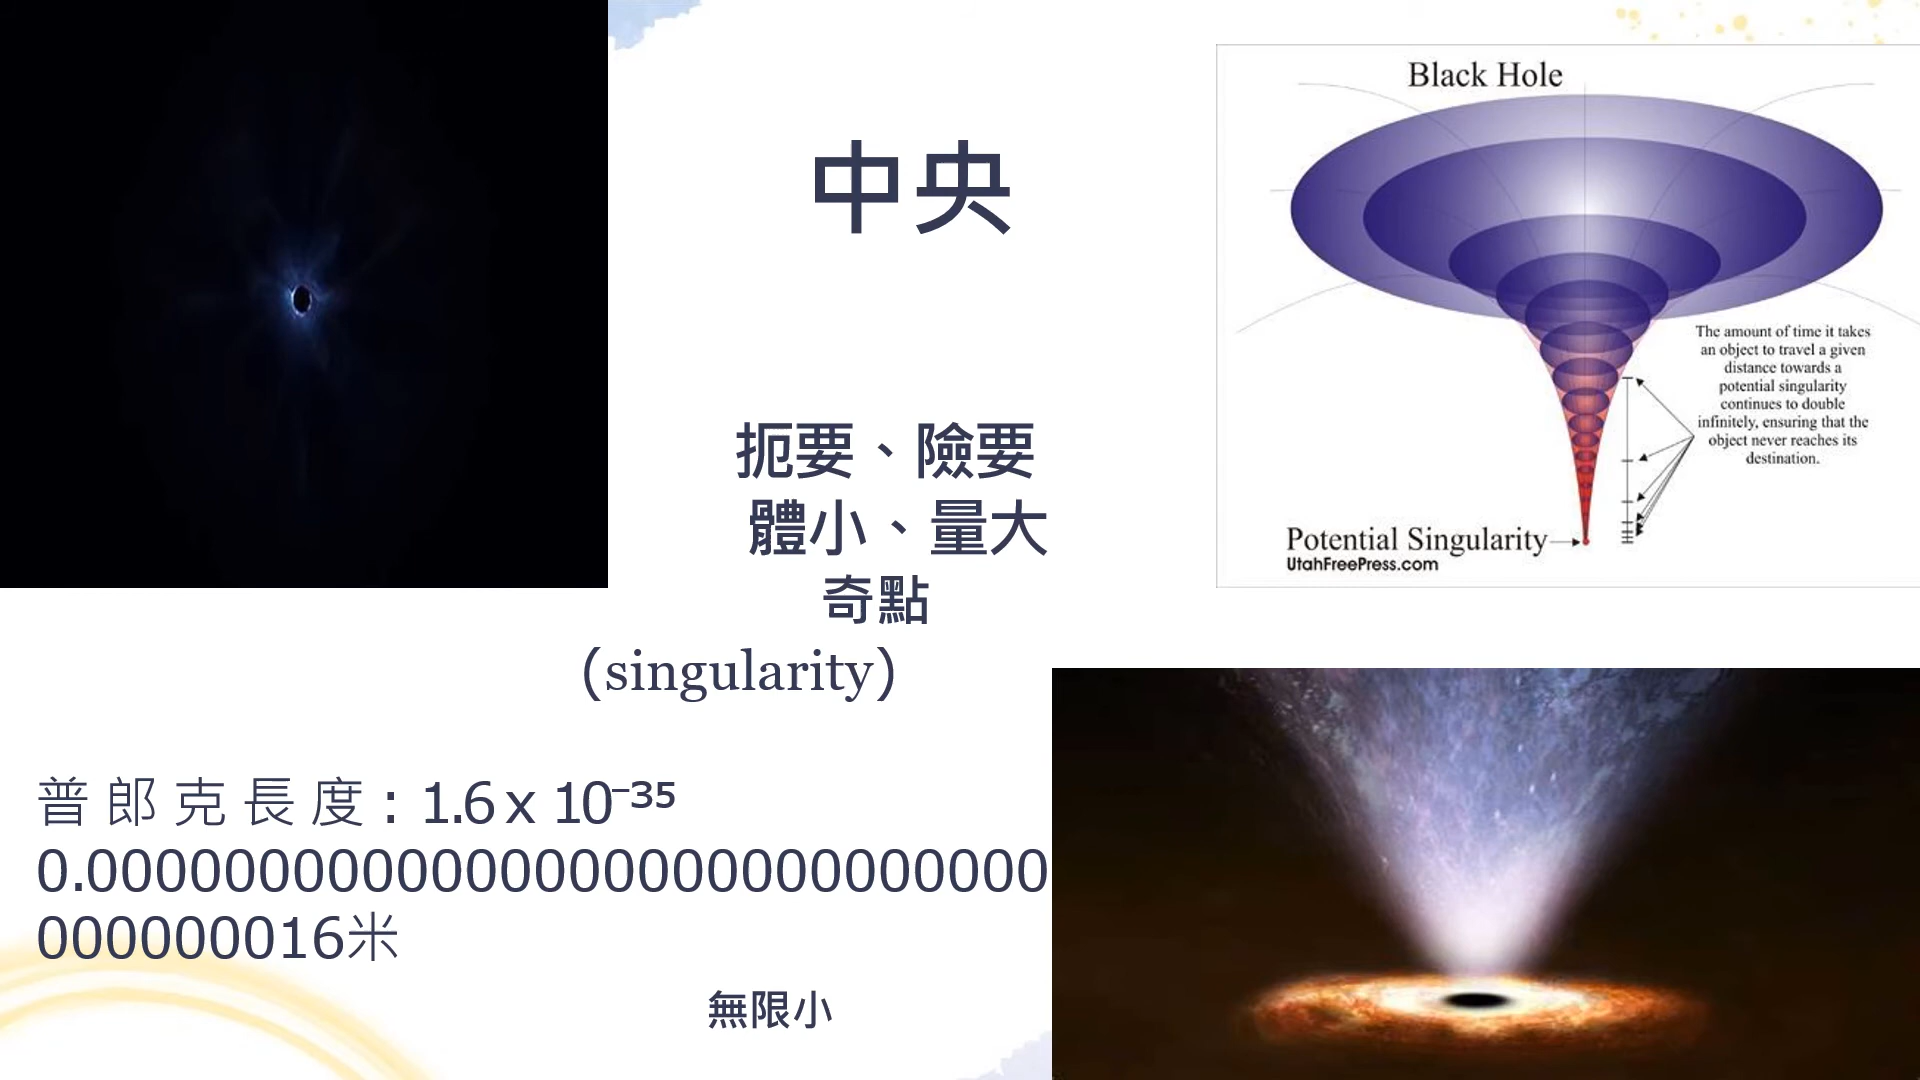 中央
Black Hole
The amount of time it takes
an object to travel a given
distance towards a
potential singularity
continues to double
infinitely, ensuring that the
object never reaches its
destination.
Potential Singularity
UtahFreePress.com
扼要、險要
體小、量大
奇點
(singularity)
普郎克長度:1.6 x 10⁻³⁵
0.0000000000000000000000000000
000000016米
無限小